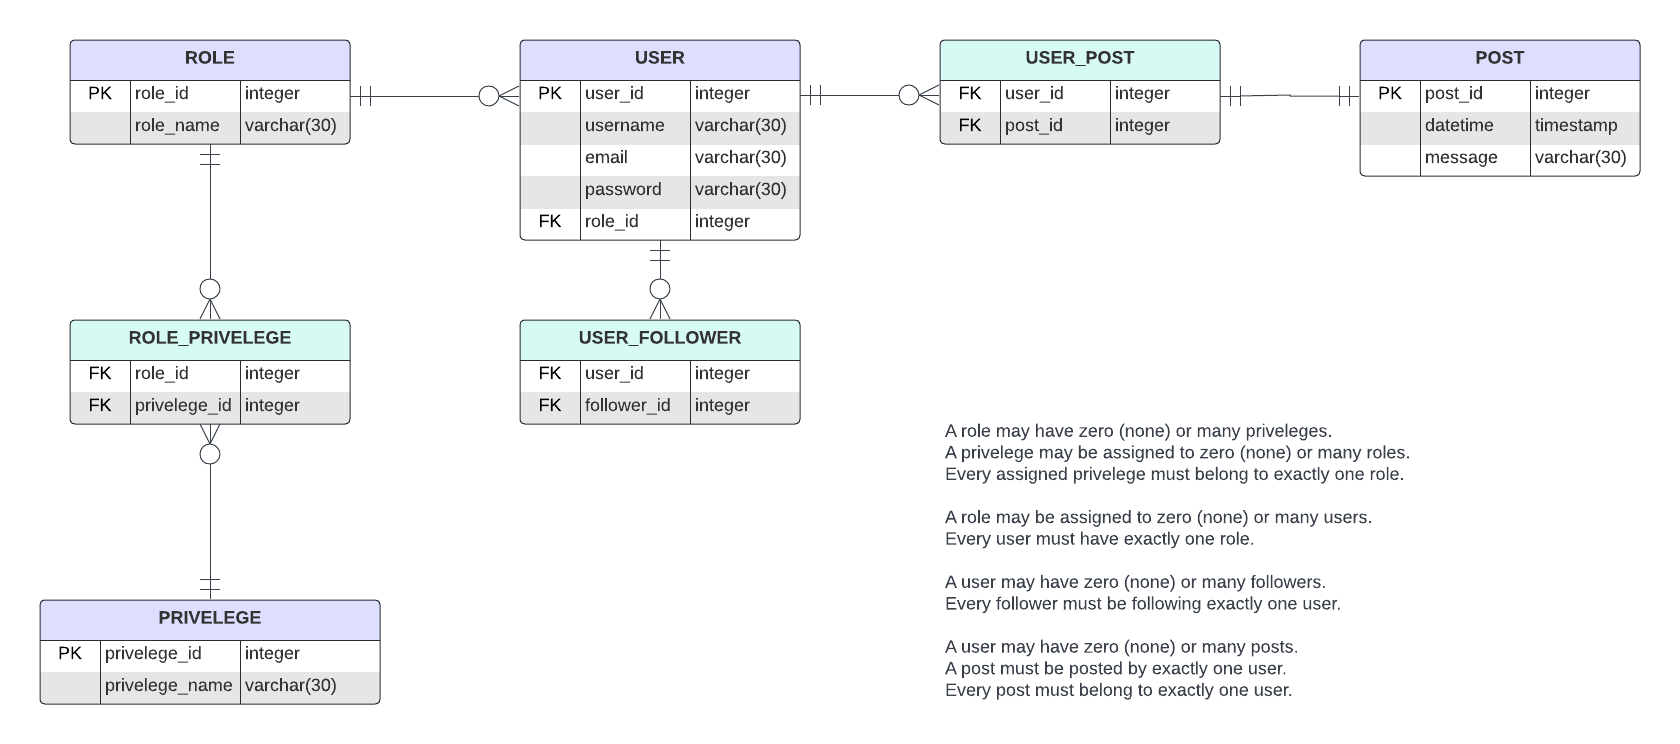 ROLE
PK role_id integer
role_name varchar(30)
USER
PK user_id integer
username varchar(30)
email varchar(30)
password varchar(30)
FK role_id integer
USER_POST
FK user_id integer
FK post_id integer
POST
PK post_id integer
datetime timestamp
message varchar(30)
ROLE_PRIVELEGE
FK role_id integer
FK privelege_id integer
USER_FOLLOWER
FK user_id integer
FK follower_id integer
PRIVELEGE
PK privelege_id integer
privelege_name varchar(30)
A role may have zero (none) or many priveleges.
A privelege may be assigned to zero (none) or many roles.
Every assigned privelege must belong to exactly one role.
A role may be assigned to zero (none) or many users.
Every user must have exactly one role.
A user may have zero (none) or many followers.
Every follower must be following exactly one user.
A user may have zero (none) or many posts.
A post must be posted by exactly one user.
Every post must belong to exactly one user.